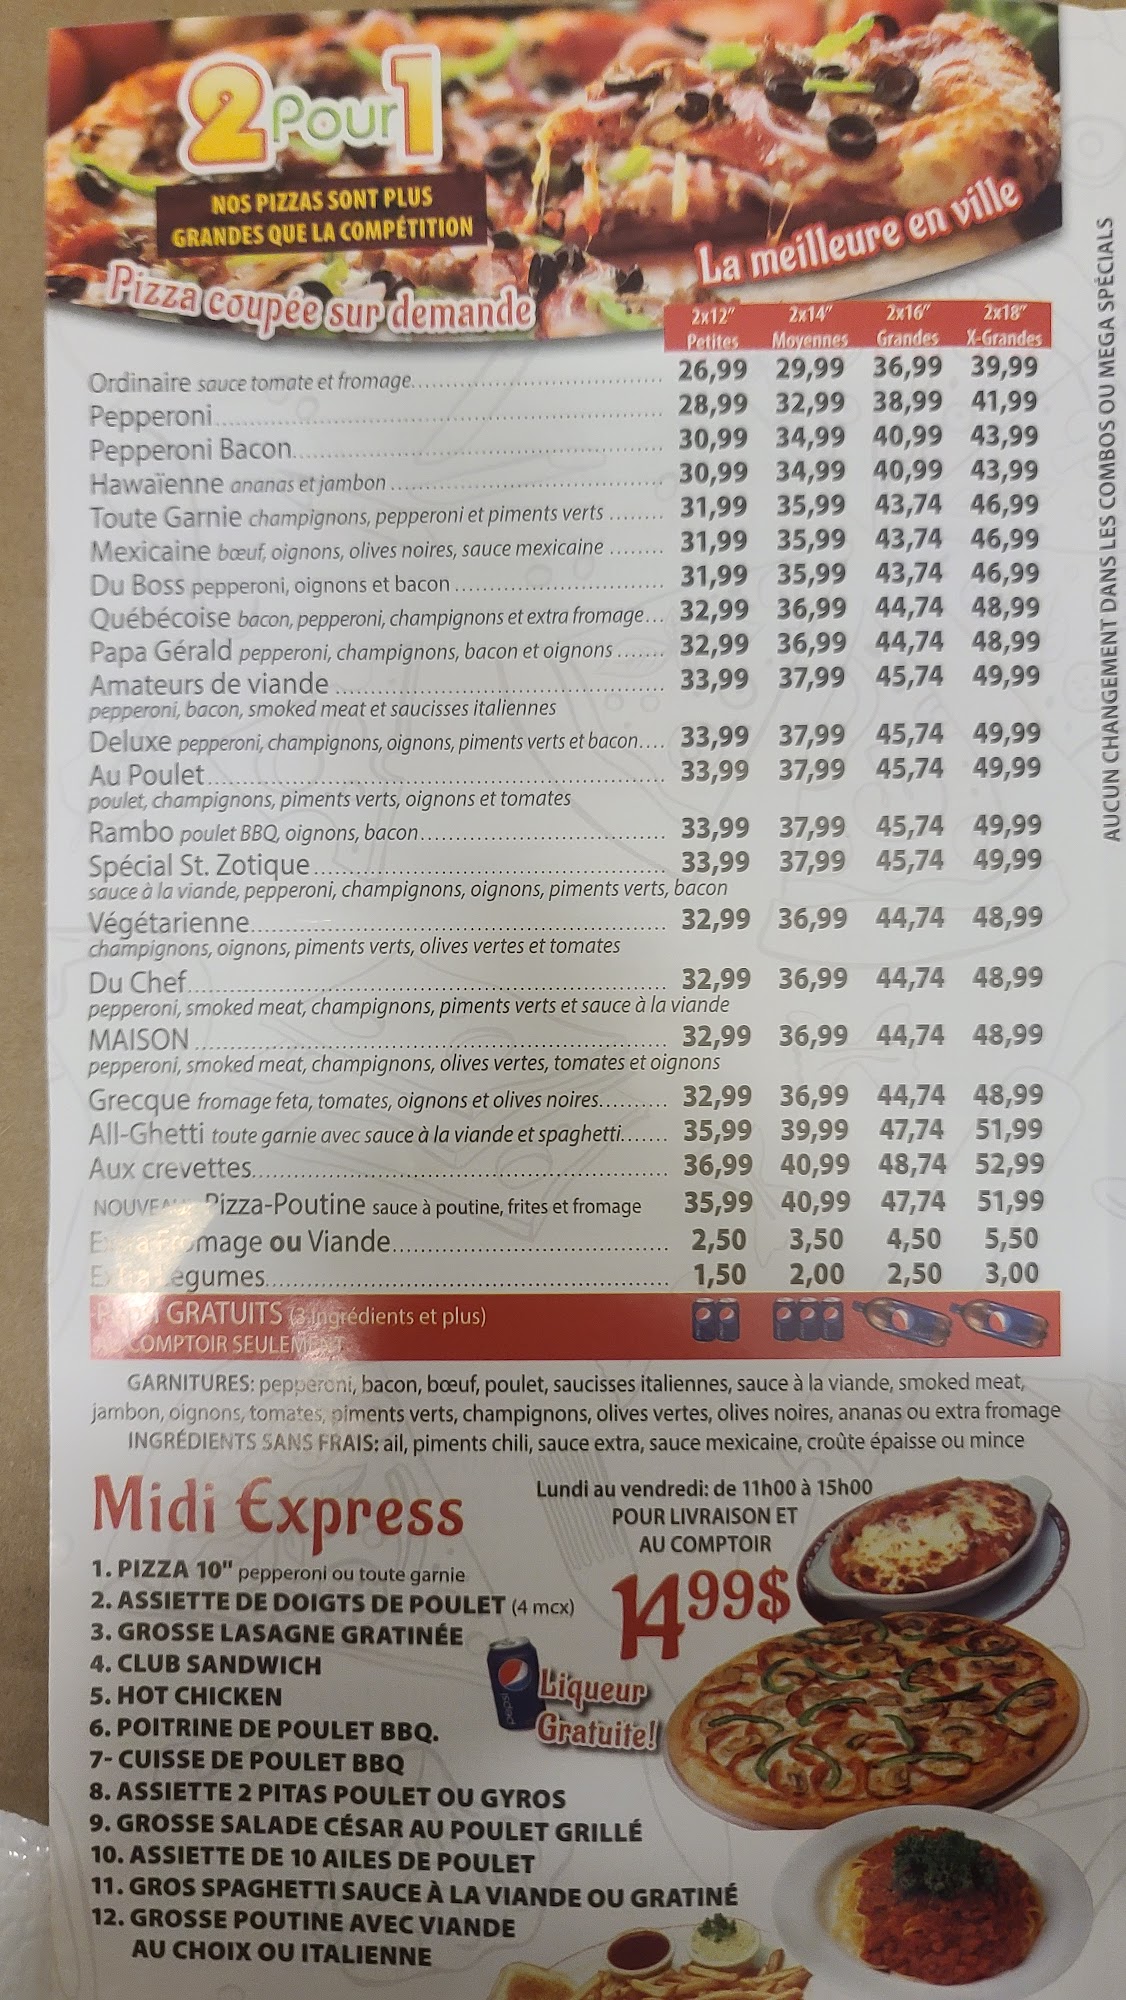 2 Pour 1
NOS PIZZAS SONT PLUS
GRANDES QUE LA COMPÉTITION
La meilleure en ville
Pizza coupée sur demande
2x12" 2x14" 2x16" 2x18"
Petites Moyennes Grandes X-Grandes
Ordinaire sauce tomate et fromage 26,99 29,99 36,99 39,99
Pepperoni 28,99 32,99 38,99 41,99
Pepperoni Bacon 30,99 34,99 40,99 43,99
Hawaïenne ananas et jambon 30,99 34,99 40,99 43,99
Toute Garnie champignons, pepperoni et piments verts 31,99 35,99 43,74 46,99
Mexicaine bœuf, oignons, olives noires, sauce mexicaine 31,99 35,99 43,74 46,99
Du Boss pepperoni, oignons et bacon 31,99 35,99 43,74 46,99
Québécoise bacon, pepperoni, champignons et extra fromage 32,99 36,99 44,74 48,99
Papa Gérald pepperoni, champignons, bacon et oignons 32,99 36,99 44,74 48,99
Amateurs de viande 33,99 37,99 45,74 49,99
pepperoni, bacon, smoked meat et saucisses italiennes
Deluxe pepperoni, champignons, oignons, piments verts et bacon 33,99 37,99 45,74 49,99
Au Poulet 33,99 37,99 45,74 49,99
poulet, champignons, piments verts, oignons et tomates
Rambo poulet BBQ, oignons, bacon 33,99 37,99 45,74 49,99
Spécial St. Zotique 33,99 37,99 45,74 49,99
sauce à la viande, pepperoni, champignons, oignons, piments verts, bacon
Végétarienne 32,99 36,99 44,74 48,99
champignons, oignons, piments verts, olives vertes et tomates
Du Chef 32,99 36,99 44,74 48,99
pepperoni, smoked meat, champignons, piments verts et sauce à la viande
MAISON 32,99 36,99 44,74 48,99
pepperoni, smoked meat, champignons, olives vertes, tomates et oignons
Grecque fromage feta, tomates, oignons et olives noires 32,99 36,99 44,74 48,99
All-Ghetti toute garnie avec sauce à la viande et spaghetti 35,99 39,99 47,74 51,99
Aux crevettes 36,99 40,99 48,74 52,99
Pizza-Poutine sauce à poutine, frites et fromage 35,99 40,99 47,74 51,99
Extra Fromage ou Viande 2,50 3,50 4,50 5,50
Extra Légumes 1,50 2,00 2,50 3,00
GRATUITS (3 ingrédients et plus)
AU COMPTOIR SEULEMENT
GARNITURES: pepperoni, bacon, bœuf, poulet, saucisses italiennes, sauce à la viande, smoked meat,
jambon, oignons, tomates, piments verts, champignons, olives vertes, olives noires, ananas ou extra fromage
INGRÉDIENTS SANS FRAIS: ail, piments chili, sauce extra, sauce mexicaine, croûte épaisse ou mince
AUCUN CHANGEMENT DANS LES COMBOS OU MEGA SPÉCIALS
Midi Express
Lundi au vendredi: de 11h00 à 15h00
POUR LIVRAISON ET
AU COMPTOIR
14 99$
1. PIZZA 10" pepperoni ou toute garnie
2. ASSIETTE DE DOIGTS DE POULET (4 mcx)
3. GROSSE LASAGNE GRATINÉE
4. CLUB SANDWICH
5. HOT CHICKEN
6. POITRINE DE POULET BBQ.
7- CUISSE DE POULET BBQ
8. ASSIETTE 2 PITAS POULET OU GYROS
9. GROSSE SALADE CÉSAR AU POULET GRILLÉ
10. ASSIETTE DE 10 AILES DE POULET
11. GROS SPAGHETTI SAUCE À LA VIANDE OU GRATINÉ
12. GROSSE POUTINE AVEC VIANDE
AU CHOIX OU ITALIENNE
pepsi
Liqueur
Gratuite!